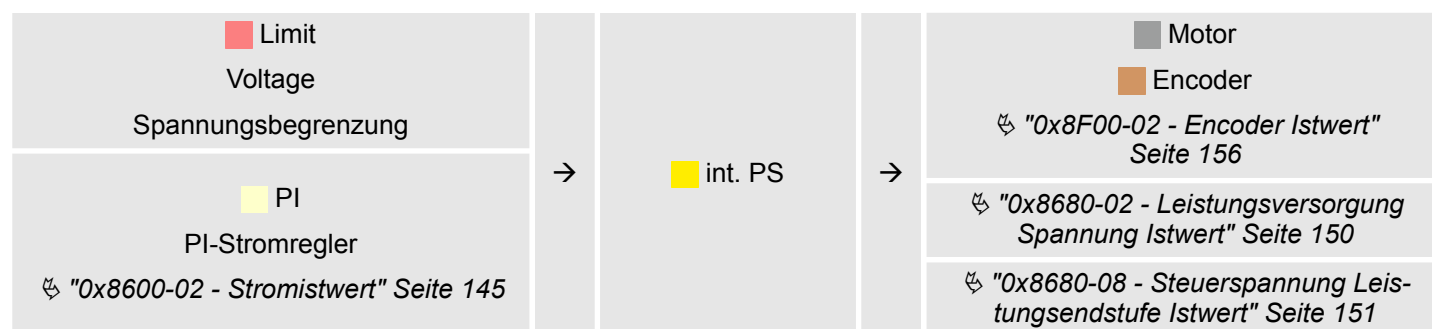 Limit
Voltage
Spannungsbegrenzung
PI
PI-Stromregler
"0x8600-02 - Stromistwert" Seite 145
→
int. PS
→
Motor
Encoder
"0x8F00-02 - Encoder Istwert"
Seite 156
"0x8680-02 - Leistungsversorgung
Spannung Istwert" Seite 150
"0x8680-08 - Steuerspannung Leis-
tungsendstufe Istwert" Seite 151